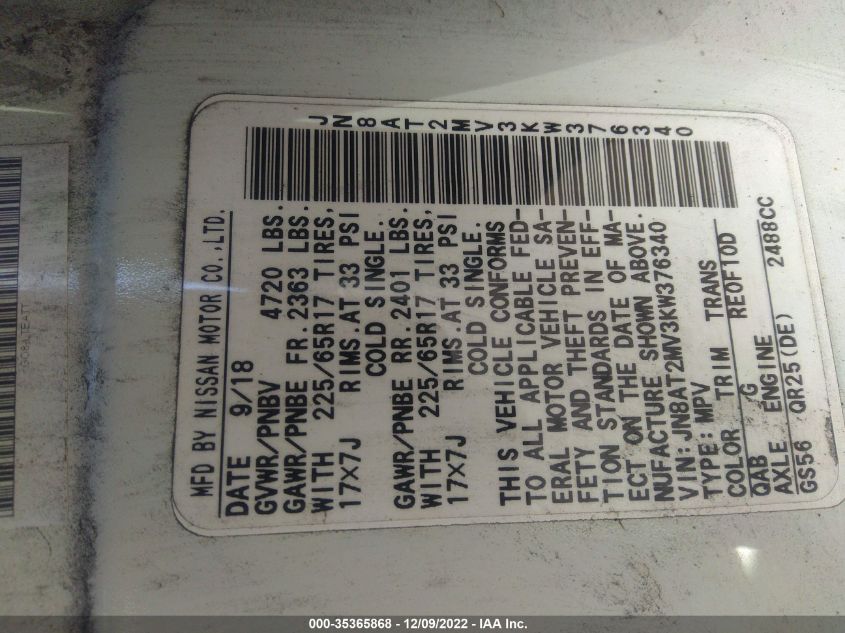 JN8AT2MV3KW376340
MFD BY NISSAN MOTOR CO.,LTD.
DATE 9/18
GVWR/PNBV 4720 LBS.
GAWR/PNBE FR.2363 LBS.
WITH 225/65R17 TIRES,
17X7J RIMS.AT 33 PSI
COLD SINGLE.
GAWR/PNBE RR.2401 LBS.
WITH 225/65R17 TIRES,
17X7J RIMS.AT 33 PSI
COLD SINGLE.
THIS VEHICLE CONFORMS
TO ALL APPLICABLE FED-
ERAL MOTOR VEHICLE SA-
FETY AND THEFT PREVEN-
TION STANDARDS IN EFF-
ECT ON THE DATE OF MA-
NUFACTURE SHOWN ABOVE.
VIN: JN8AT2MV3KW376340
TYPE: MPV
COLOR TRIM TRANS
QAB G RE0F10D
AXLE ENGINE
GS56 QR25(DE) 2488CC
000-35365868 - 12/09/2022 - IAA Inc.